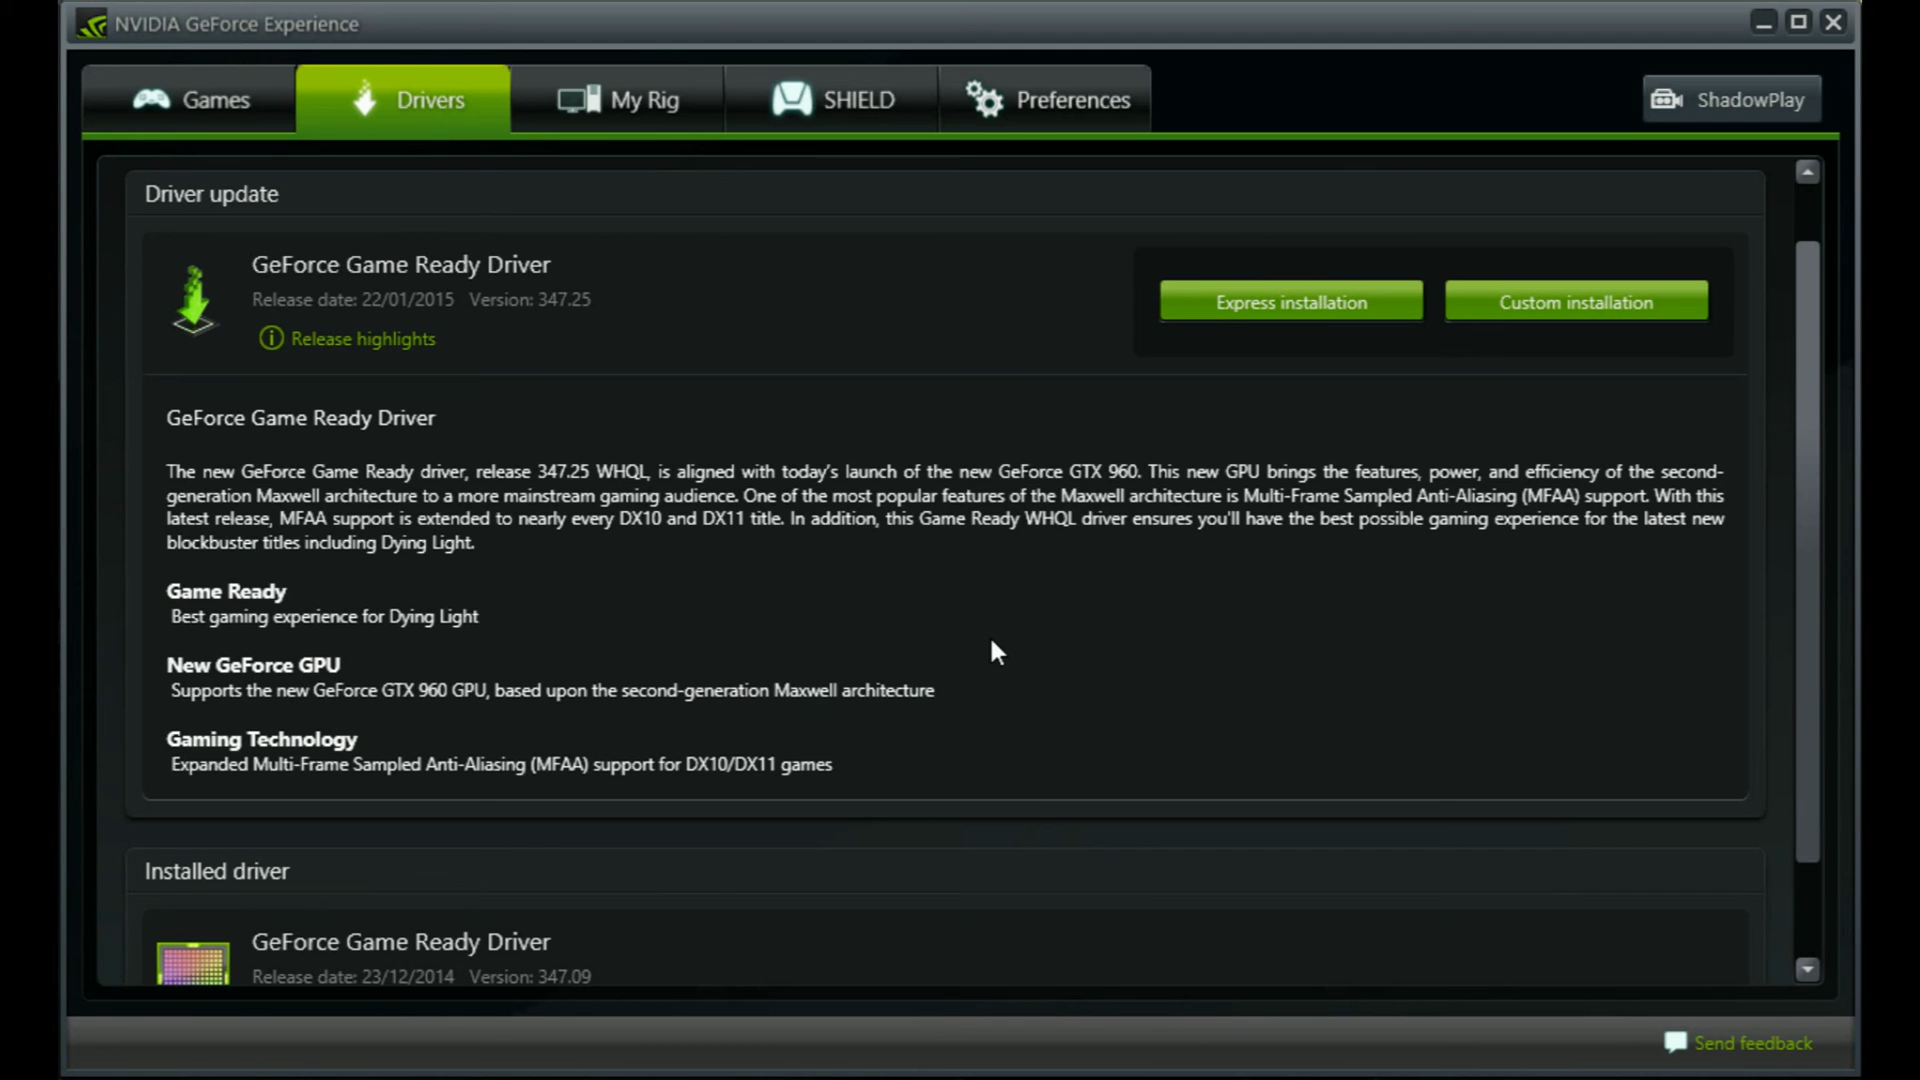 NVIDIA GeForce Experience
Games
Drivers
My Rig
SHIELD
Preferences
ShadowPlay
Driver update
GeForce Game Ready Driver
Release date: 22/01/2015 Version: 347.25
Release highlights
Express installation
Custom installation
GeForce Game Ready Driver
The new GeForce Game Ready driver, release 347.25 WHQL, is aligned with today's launch of the new GeForce GTX 960. This new GPU brings the features, power, and efficiency of the second-
generation Maxwell architecture to a more mainstream gaming audience. One of the most popular features of the Maxwell architecture is Multi-Frame Sampled Anti-Aliasing (MFAA) support. With this
latest release, MFAA support is extended to nearly every DX10 and DX11 title. In addition, this Game Ready WHQL driver ensures you'll have the best possible gaming experience for the latest new
blockbuster titles including Dying Light.
Game Ready
Best gaming experience for Dying Light
New GeForce GPU
Supports the new GeForce GTX 960 GPU, based upon the second-generation Maxwell architecture
Gaming Technology
Expanded Multi-Frame Sampled Anti-Aliasing (MFAA) support for DX10/DX11 games
Installed driver
GeForce Game Ready Driver
Release date: 23/12/2014 Version: 347.09
Send feedback